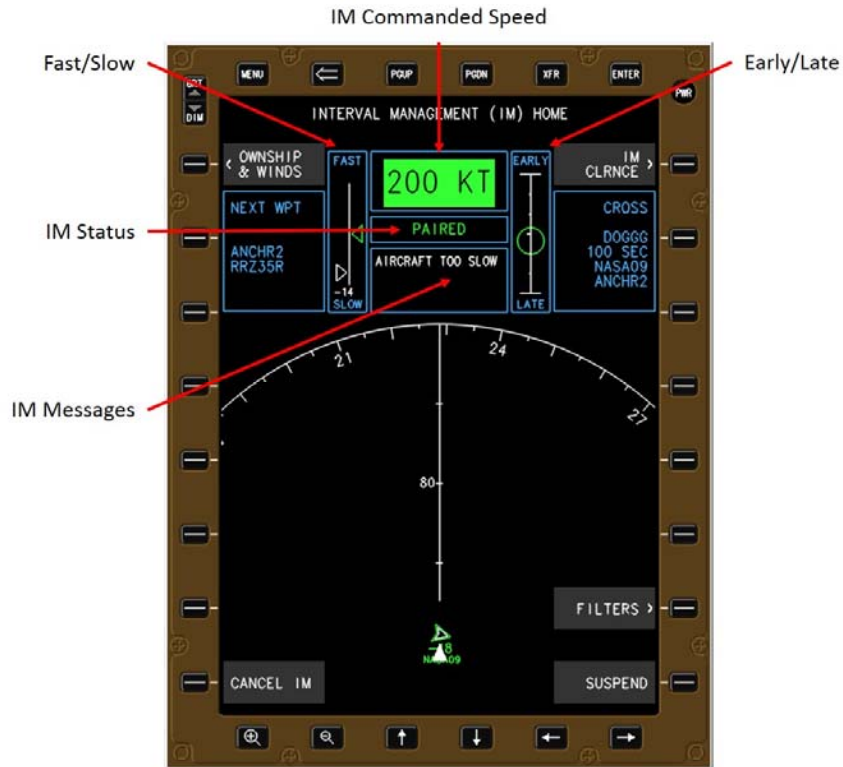 IM Commanded Speed
Fast/Slow
Early/Late
MENU
PGUP
PGDN
XFR
ENTER
BRT
DIM
PWR
INTERVAL MANAGEMENT (IM) HOME
< OWNSHIP
& WINDS
FAST
200 KT
EARLY
IM >
CLRNCE
IM Status
NEXT WPT
ANCHR2
RRZ35R
PAIRED
CROSS
DOGGG
100 SEC
NASA09
ANCHR2
AIRCRAFT TOO SLOW
-14
SLOW
LATE
IM Messages
21
24
27
80
FILTERS >
NASA09
CANCEL IM
SUSPEND